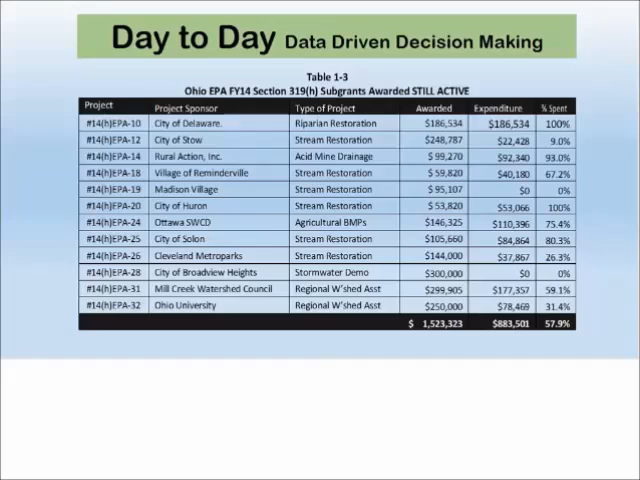 Day to Day Data Driven Decision Making
Table 1-3
Ohio EPA FY14 Section 319(h) Subgrants Awarded STILL ACTIVE
Project Project Sponsor Type of Project Awarded Expenditure % Spent
#14(h)EPA-10 City of Delaware. Riparian Restoration $186,534 $186,534 100%
#14(h)EPA-12 City of Stow Stream Restoration $248,787 $22,428 9.0%
#14(h)EPA-14 Rural Action, Inc. Acid Mine Drainage $ 99,270 $92,340 93.0%
#14(h)EPA-18 Village of Reminderville Stream Restoration $ 59,820 $40,180 67.2%
#14(h)EPA-19 Madison Village Stream Restoration $ 95,107 $0 0%
#14(h)EPA-20 City of Huron Stream Restoration $ 53,820 $53,066 100%
#14(h)EPA-24 Ottawa SWCD Agricultural BMPs $146,325 $110,396 75.4%
#14(h)EPA-25 City of Solon Stream Restoration $105,660 $84,864 80.3%
#14(h)EPA-26 Cleveland Metroparks Stream Restoration $144,000 $37,867 26.3%
#14(h)EPA-28 City of Broadview Heights Stormwater Demo $300,000 $0 0%
#14(h)EPA-31 Mill Creek Watershed Council Regional W'shed Asst $299,905 $177,357 59.1%
#14(h)EPA-32 Ohio University Regional W'shed Asst $250,000 $78,469 31.4%
$ 1,523,323 $883,501 57.9%